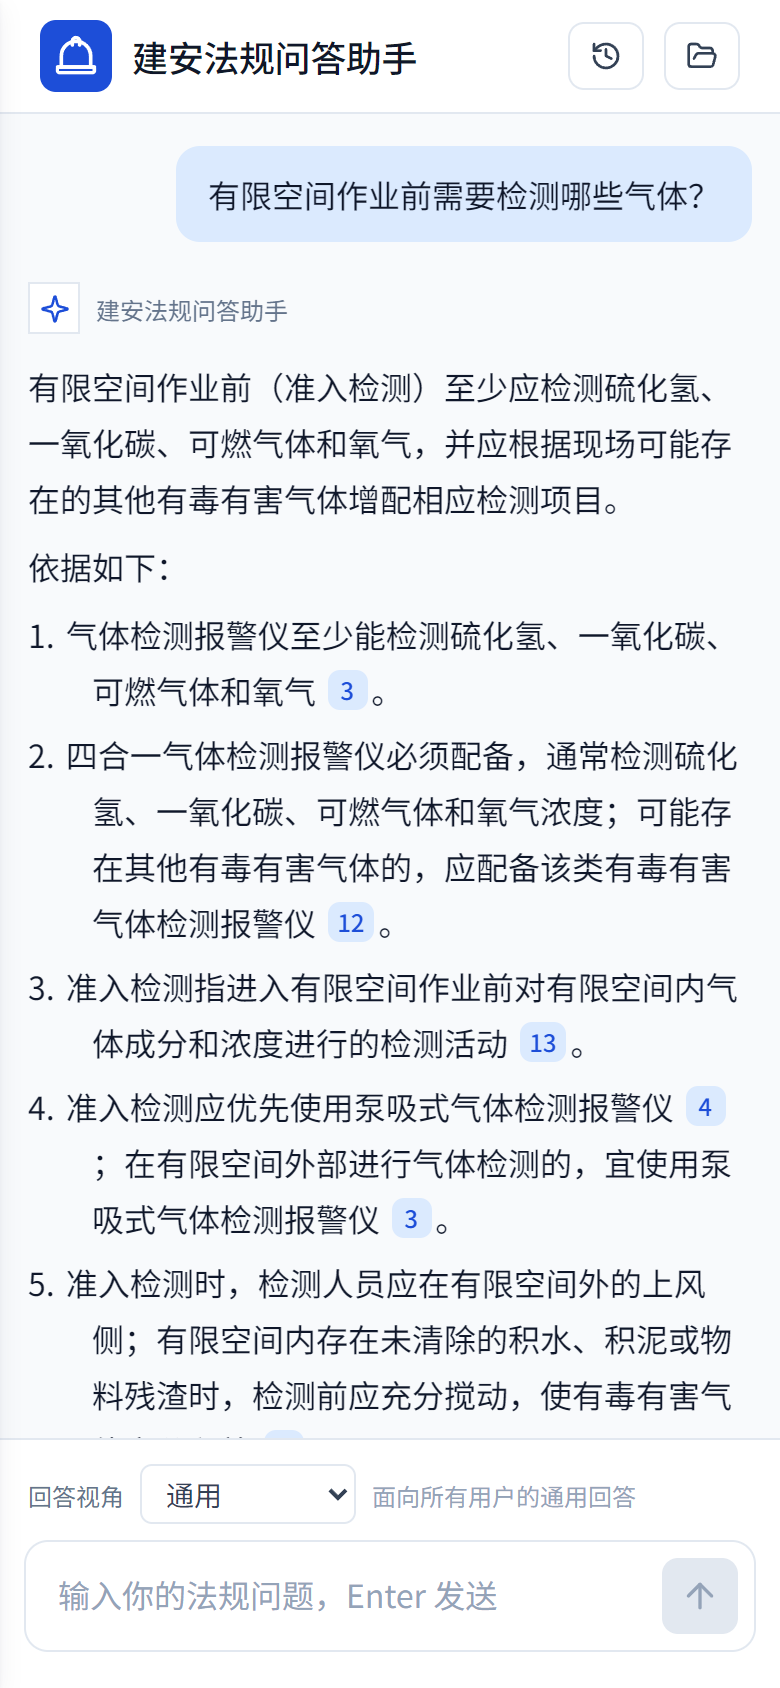 建安法规问答助手
有限空间作业前需要检测哪些气体？
建安法规问答助手
有限空间作业前（准入检测）至少应检测硫化氢、
一氧化碳、可燃气体和氧气，并应根据现场可能存
在的其他有毒有害气体增配相应检测项目。
依据如下：
1. 气体检测报警仪至少能检测硫化氢、一氧化碳、
可燃气体和氧气 3 。
2. 四合一气体检测报警仪必须配备，通常检测硫化
氢、一氧化碳、可燃气体和氧气浓度；可能存
在其他有毒有害气体的，应配备该类有毒有害
气体检测报警仪 12 。
3. 准入检测指进入有限空间作业前对有限空间内气
体成分和浓度进行的检测活动 13 。
4. 准入检测应优先使用泵吸式气体检测报警仪 4
；在有限空间外部进行气体检测的，宜使用泵
吸式气体检测报警仪 3 。
5. 准入检测时，检测人员应在有限空间外的上风
侧；有限空间内存在未清除的积水、积泥或物
料残渣时，检测前应充分搅动，使有毒有害气
回答视角 通用 面向所有用户的通用回答
输入你的法规问题，Enter 发送